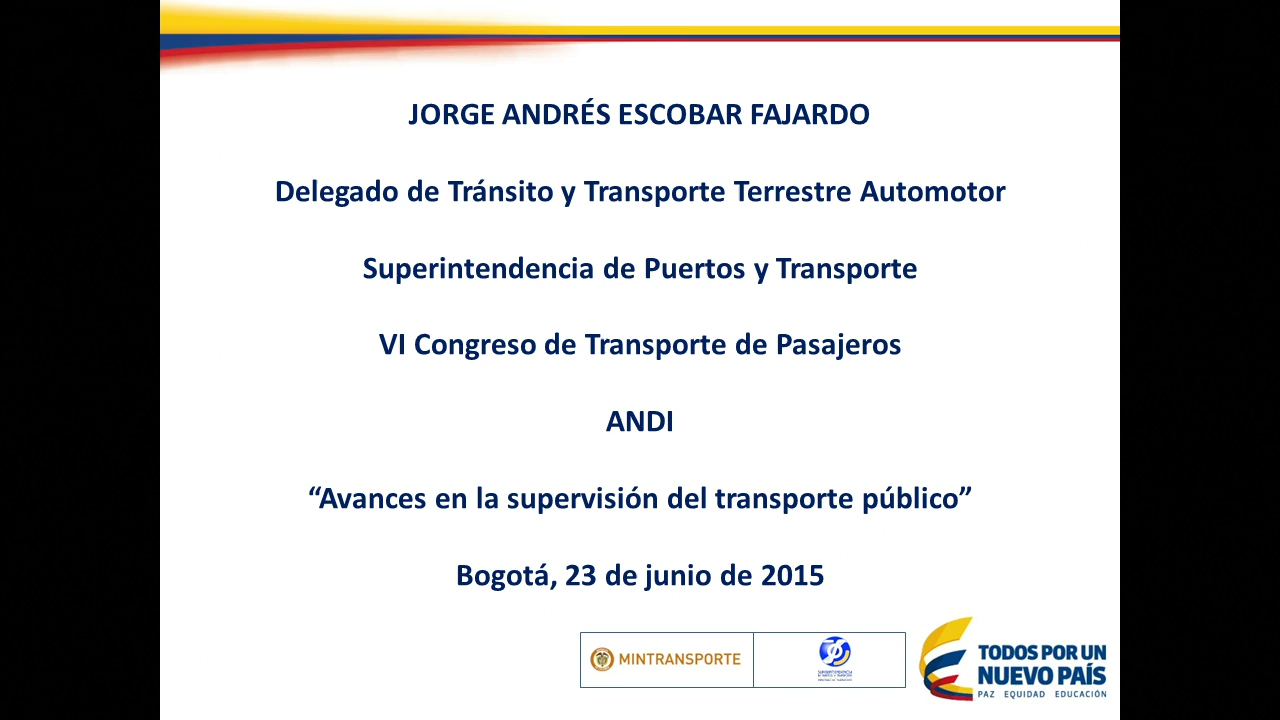 JORGE ANDRÉS ESCOBAR FAJARDO
Delegado de Tránsito y Transporte Terrestre Automotor
Superintendencia de Puertos y Transporte
VI Congreso de Transporte de Pasajeros
ANDI
“Avances en la supervisión del transporte público”
Bogotá, 23 de junio de 2015
MINTRANSPORTE
TODOS POR UN
NUEVO PAÍS
PAZ EQUIDAD EDUCACIÓN